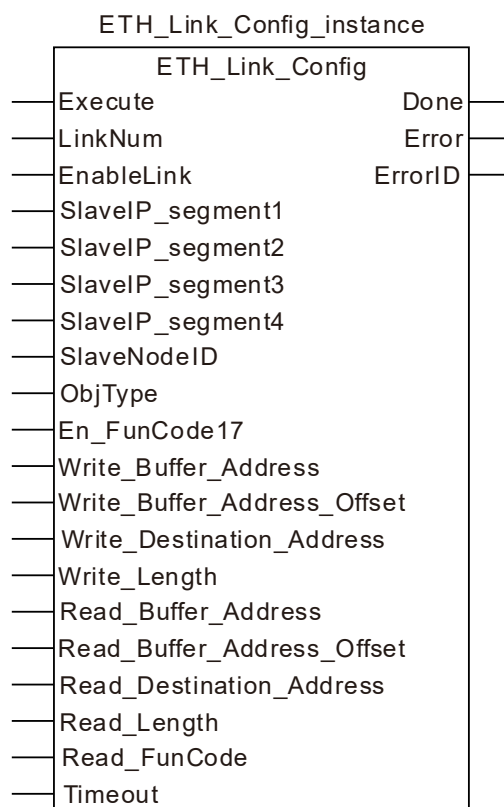 ETH_Link_Config_instance
ETH_Link_Config
Execute Done
LinkNum Error
EnableLink ErrorID
SlaveIP_segment1
SlaveIP_segment2
SlaveIP_segment3
SlaveIP_segment4
SlaveNodeID
ObjType
En_FunCode17
Write_Buffer_Address
Write_Buffer_Address_Offset
Write_Destination_Address
Write_Length
Read_Buffer_Address
Read_Buffer_Address_Offset
Read_Destination_Address
Read_Length
Read_FunCode
Timeout